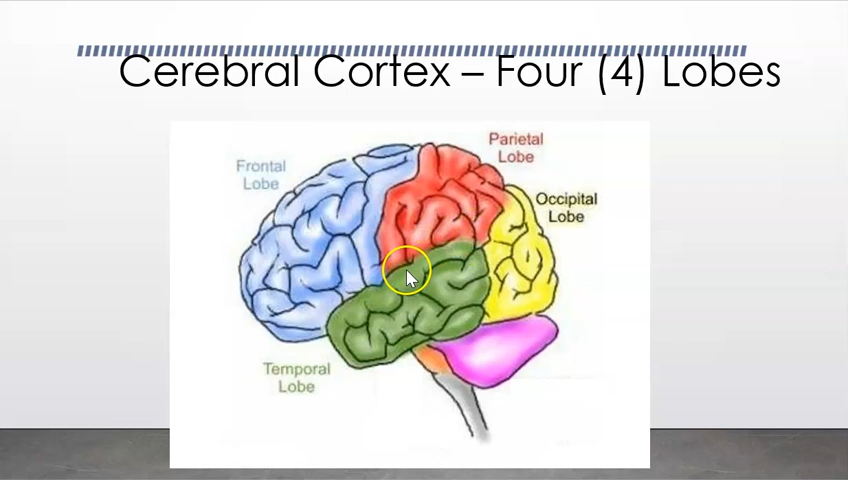 Cerebral Cortex – Four (4) Lobes
Parietal
Lobe
Frontal
Lobe
Occipital
Lobe
Temporal
Lobe